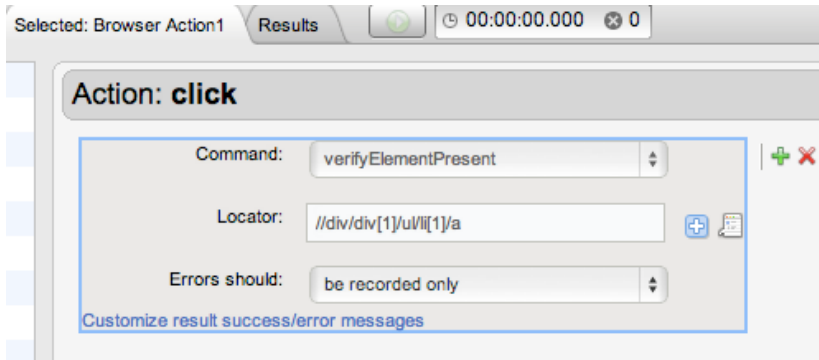 Selected: Browser Action1 Results 00:00:00.000 0
Action: click
Command: verifyElementPresent
Locator: //div/div[1]/ul/li[1]/a
Errors should: be recorded only
Customize result success/error messages